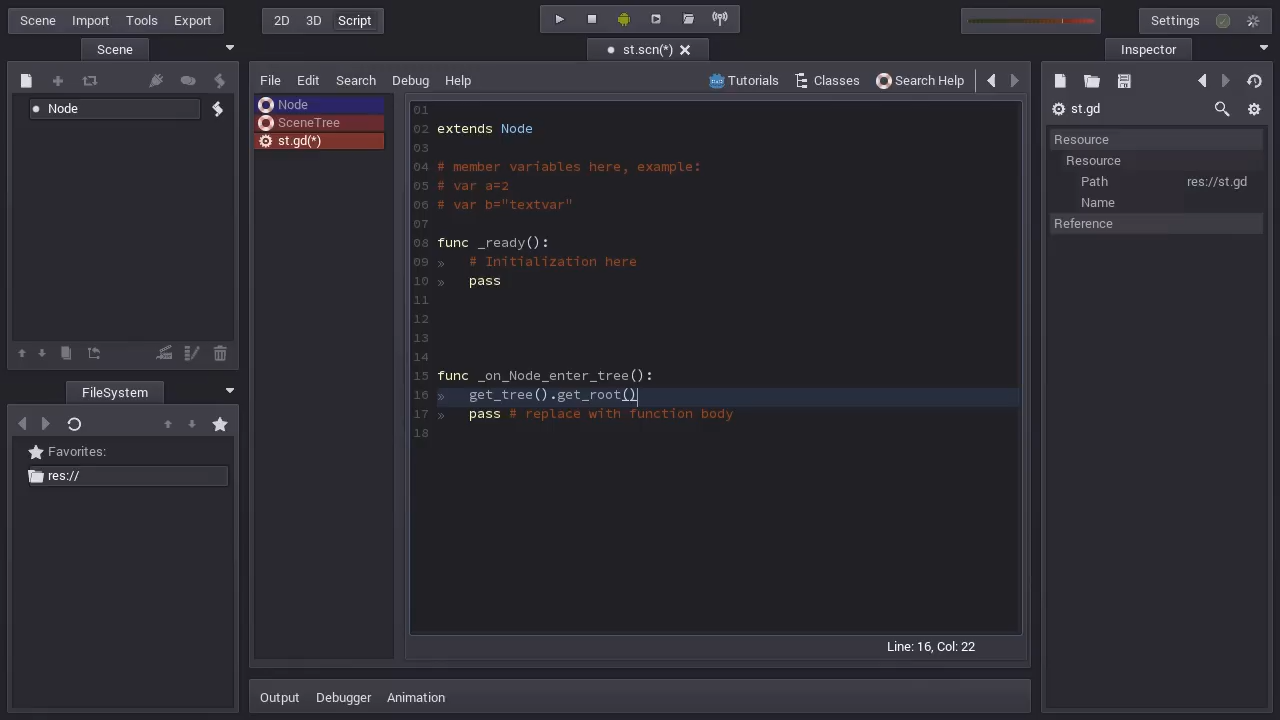 Scene Import Tools Export
2D 3D Script
Settings
Scene
st.scn(*)
Inspector
Node
File Edit Search Debug Help
Tutorials Classes Search Help
Node
SceneTree
st.gd(*)
01
02 extends Node
03
04 # member variables here, example:
05 # var a=2
06 # var b="textvar"
07
08 func _ready():
09 » # Initialization here
10 » pass
11
12
13
14
15 func _on_Node_enter_tree():
16 » get_tree().get_root()
17 » pass # replace with function body
18
Line: 16, Col: 22
FileSystem
Favorites:
res://
Output Debugger Animation
st.gd
Resource
Resource
Path res://st.gd
Name
Reference